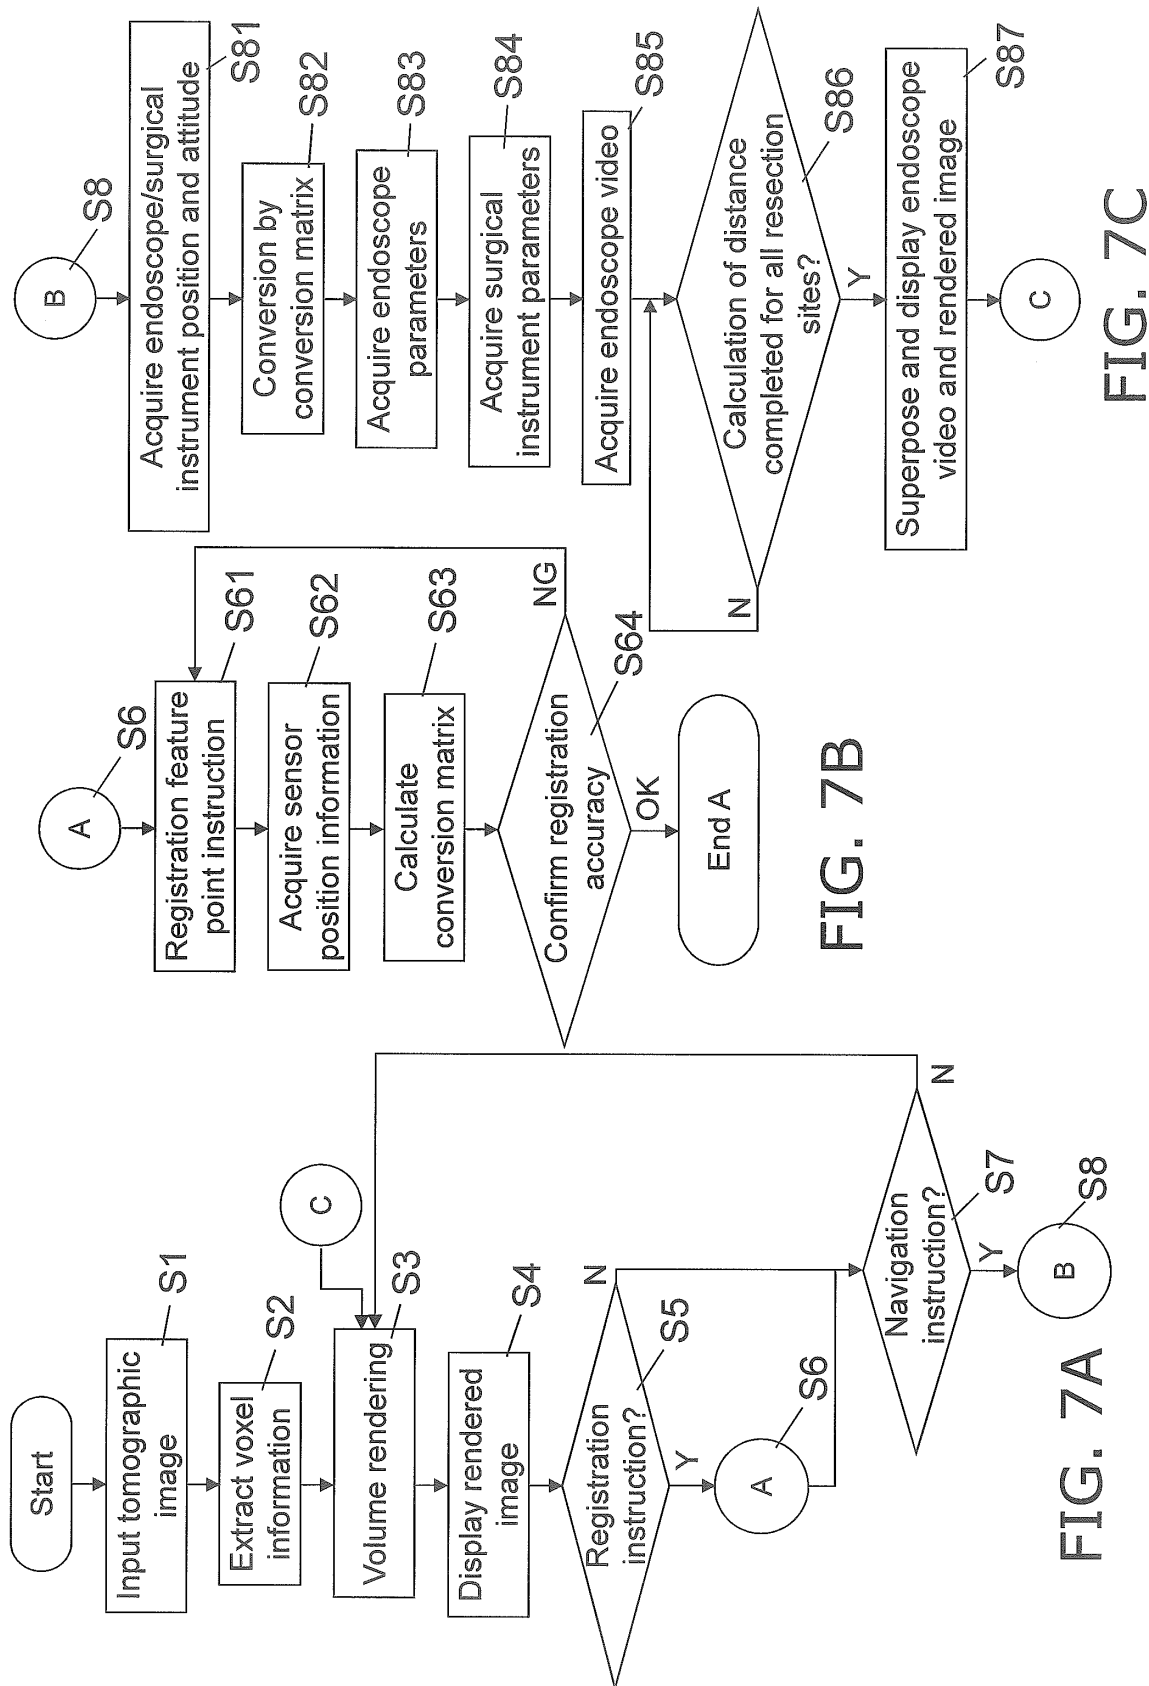 Start
Input tomographic
image
S1
Extract voxel
information
S2
C
Volume rendering
S3
Display rendered
image
S4
Registration
instruction?
S5
N
Y
A
S6
Navigation
instruction?
S7
N
Y
B
S8
FIG. 7A
A
S6
Registration feature
point instruction
S61
Acquire sensor
position information
S62
Calculate
conversion matrix
S63
Confirm registration
accuracy
S64
NG
OK
End A
FIG. 7B
B
S8
Acquire endoscope/surgical
instrument position and attitude
S81
Conversion by
conversion matrix
S82
Acquire endoscope
parameters
S83
Acquire surgical
instrument parameters
S84
Acquire endoscope video
S85
Calculation of distance
completed for all resection
sites?
S86
N
Y
Superpose and display endoscope
video and rendered image
S87
C
FIG. 7C